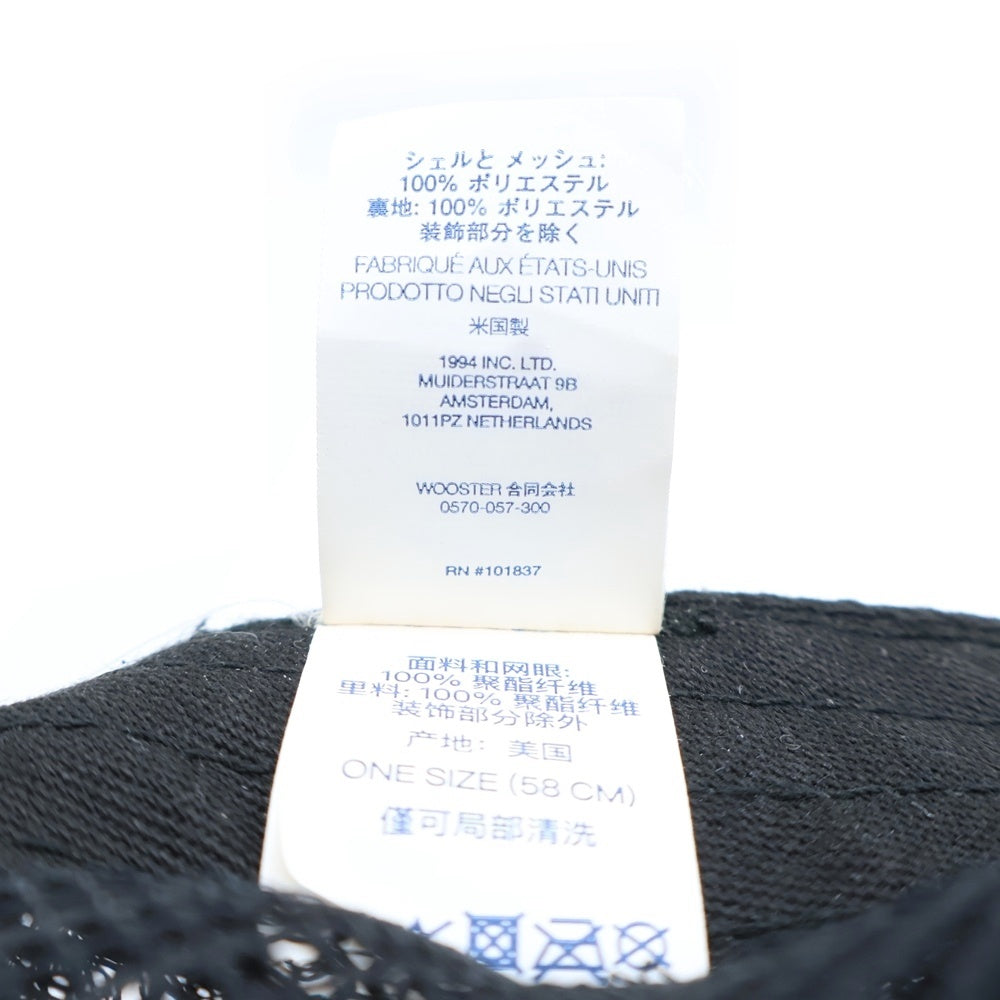 シェルと メッシュ:
100% ポリエステル
裏地: 100% ポリエステル
装飾部分を除く
FABRIQUÉ AUX ÉTATS-UNIS
PRODOTTO NEGLI STATI UNITI
米国製
1994 INC. LTD.
MUIDERSTRAAT 9B
AMSTERDAM,
1011PZ NETHERLANDS
WOOSTER 合同会社
0570-057-300
RN #101837
面料和网眼:
100% 聚酯纤维
里料: 100% 聚酯纤维
装饰部分除外
产地: 美国
ONE SIZE (58 CM)
僅可局部清洗